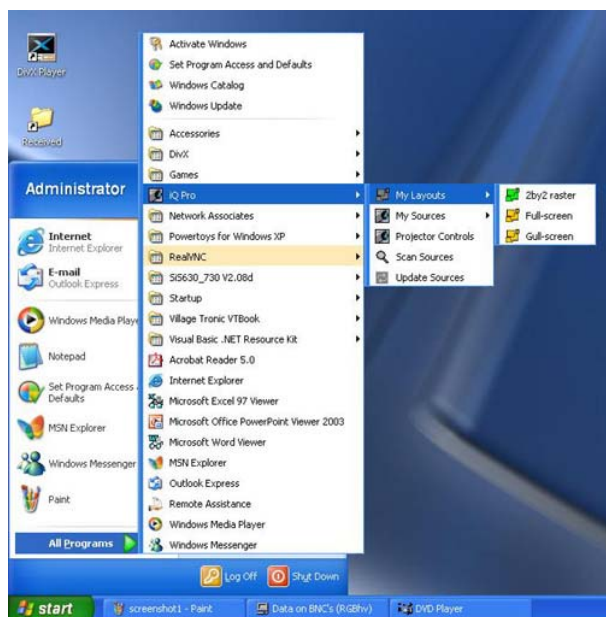 DivX Player
Received
Administrator
Internet
Internet Explorer
E-mail
Outlook Express
Windows Media Playe
Notepad
Set Program Access
Defaults
MSN Explorer
Windows Messenger
Paint
All Programs
Activate Windows
Set Program Access and Defaults
Windows Catalog
Windows Update
Accessories
DivX
Games
iQ Pro
Network Associates
Powertoys for Windows XP
RealVNC
SiS630_730 V2.08d
Startup
Village Tronic VTBook
Visual Basic .NET Resource Kit
Acrobat Reader 5.0
Internet Explorer
Microsoft Excel 97 Viewer
Microsoft Office PowerPoint Viewer 2003
Microsoft Word Viewer
MSN Explorer
Outlook Express
Remote Assistance
Windows Media Player
Windows Messenger
My Layouts
My Sources
Projector Controls
Scan Sources
Update Sources
2by2 raster
Full-screen
Gull-screen
Log Off
Shut Down
start
screenshot1 - Paint
Data on BNC's (RGBhv)
DVD Player